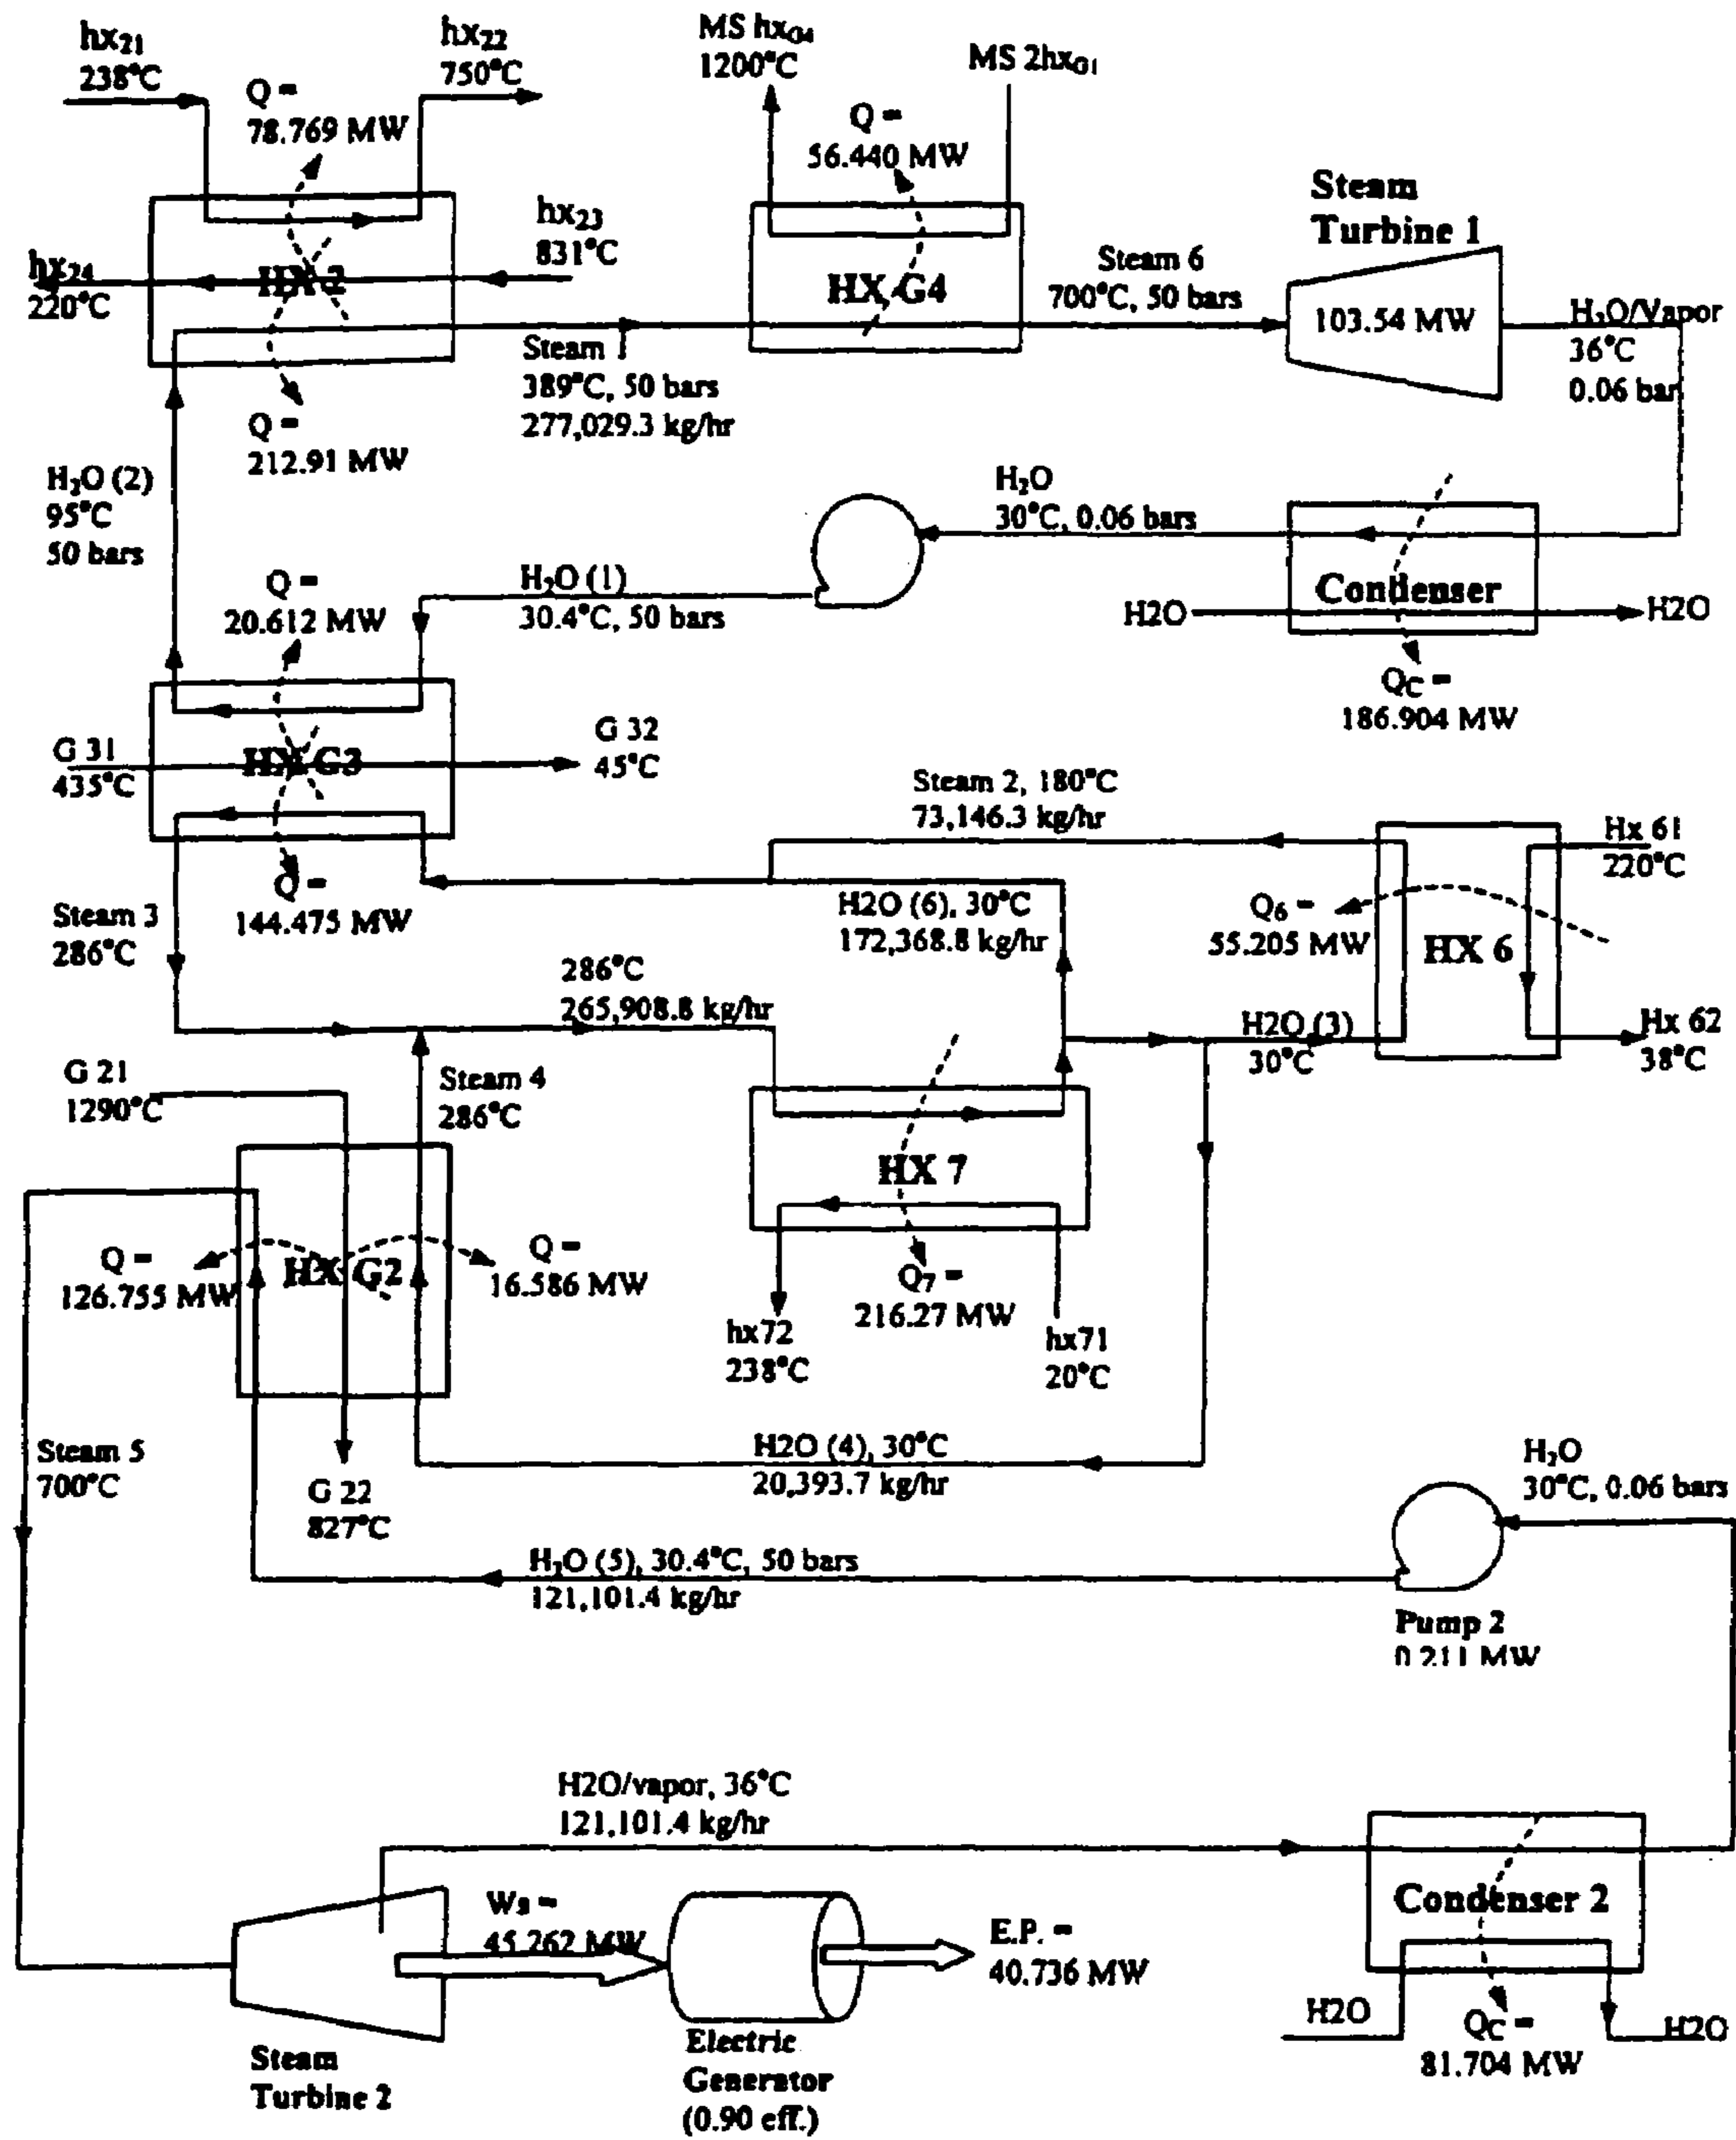 hx₂₁
238°C
hx₂₂
750°C
Q =
78.769 MW
MS hx_G4
1200°C
MS 2hx_G1
Q =
56.440 MW
hx₂₄
220°C
HX 2
hx₂₃
831°C
HX G4
Steam 6
700°C, 50 bars
Steam
Turbine 1
103.54 MW
H₂O/Vapor
36°C
0.06 bar
Steam 1
389°C, 50 bars
277,029.3 kg/hr
Q =
212.91 MW
H₂O (2)
95°C
50 bars
H₂O
30°C, 0.06 bars
Condenser
H2O
H2O
Q_C =
186.904 MW
H₂O (1)
30.4°C, 50 bars
Q =
20.612 MW
G 31
435°C
HX G3
G 32
45°C
Q =
144.475 MW
Steam 2, 180°C
73,146.3 kg/hr
Hx 61
220°C
Q₆ =
55.205 MW
HX 6
Hx 62
38°C
H2O (6), 30°C
172,368.8 kg/hr
H2O (3)
30°C
Steam 3
286°C
286°C
265,908.8 kg/hr
G 21
1290°C
Steam 4
286°C
HX 7
Q₇ =
216.27 MW
hx72
238°C
hx71
20°C
Q =
126.755 MW
HX G2
Q =
16.586 MW
Steam 5
700°C
G 22
827°C
H2O (4), 30°C
20,393.7 kg/hr
H₂O
30°C, 0.06 bars
H₂O (5), 30.4°C, 50 bars
121,101.4 kg/hr
Pump 2
0.211 MW
H2O/vapor, 36°C
121,101.4 kg/hr
Condenser 2
H2O
H2O
Q_C =
81.704 MW
Steam
Turbine 2
Ws =
45.262 MW
Electric
Generator
(0.90 eff.)
E.P. =
40.736 MW